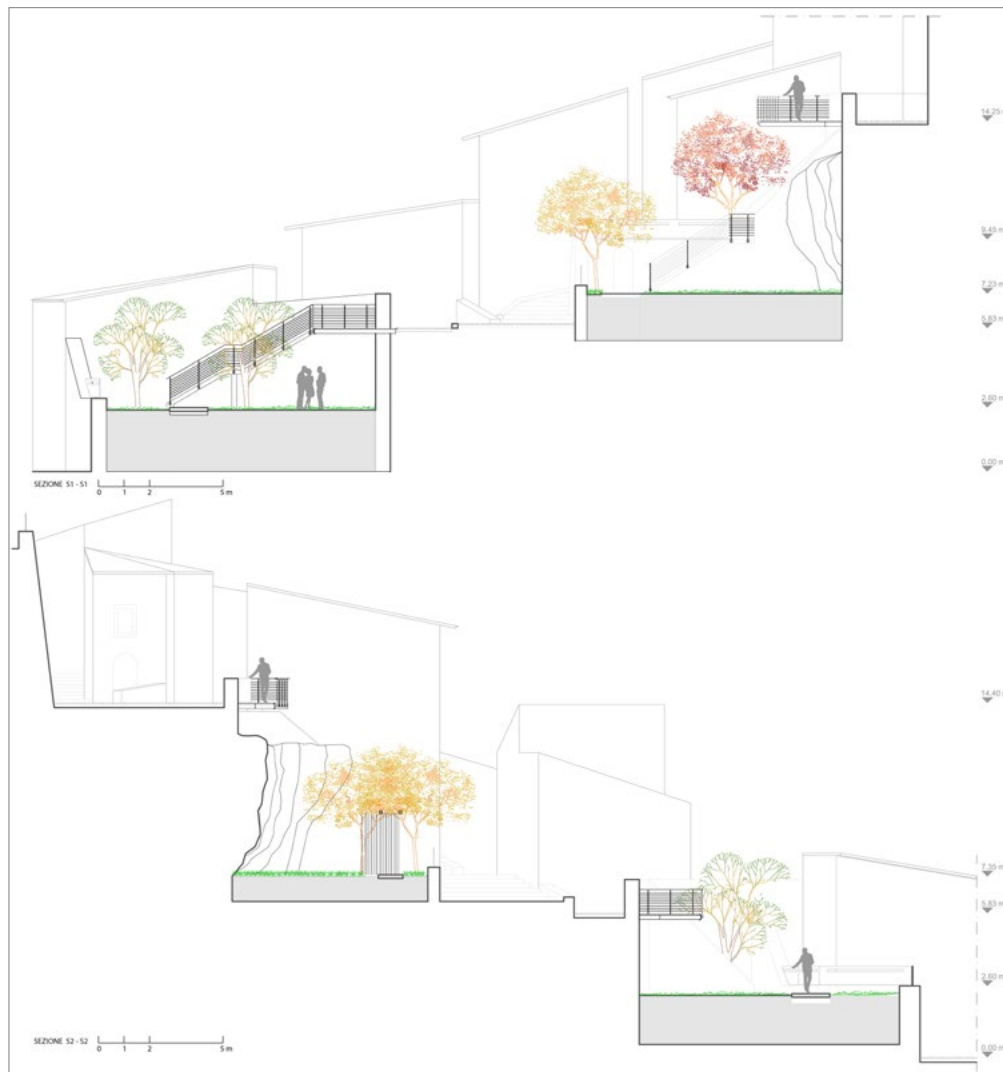 14.25 m
9.45 m
7.23 m
5.83 m
2.60 m
0.00 m
SEZIONE S1 - S1
0 1 2 5 m
14.40 m
7.35 m
5.83 m
2.60 m
0.00 m
SEZIONE S2 - S2
0 1 2 5 m